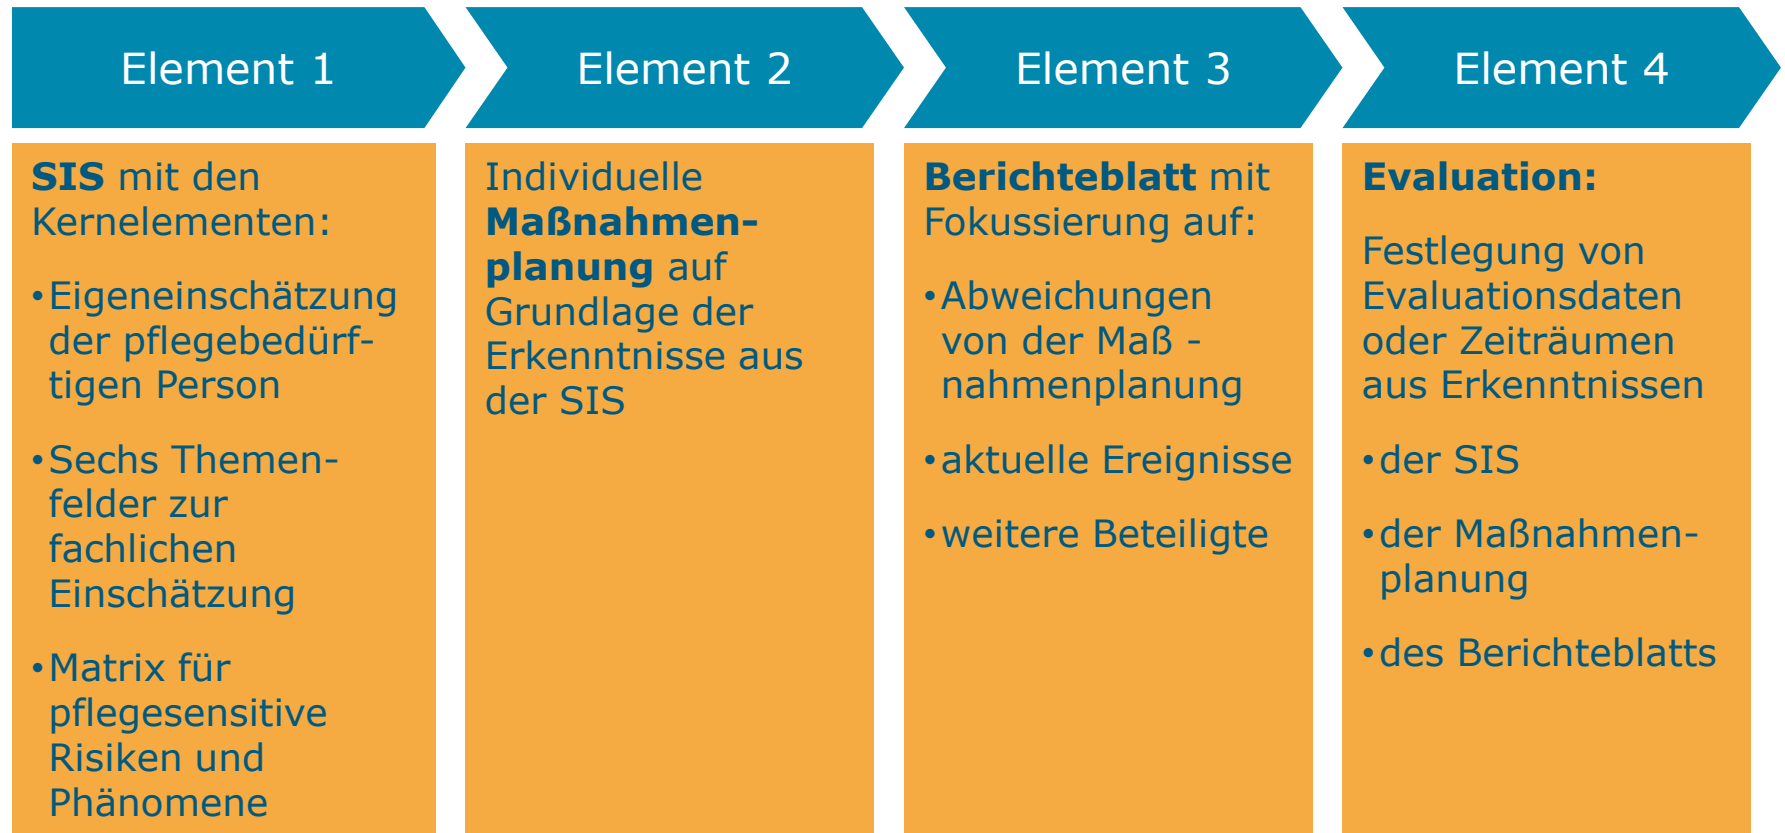 Element 1
Element 2
Element 3
Element 4
SIS mit den
Kernelementen:
•Eigeneinschätzung
der pflegebedürf-
tigen Person
•Sechs Themen-
felder zur
fachlichen
Einschätzung
•Matrix für
pflegesensitive
Risiken und
Phänomene
Individuelle
Maßnahmen-
planung auf
Grundlage der
Erkenntnisse aus
der SIS
Berichteblatt mit
Fokussierung auf:
•Abweichungen
von der Maß -
nahmenplanung
•aktuelle Ereignisse
•weitere Beteiligte
Evaluation:
Festlegung von
Evaluationsdaten
oder Zeiträumen
aus Erkenntnissen
•der SIS
•der Maßnahmen-
planung
•des Berichteblatts